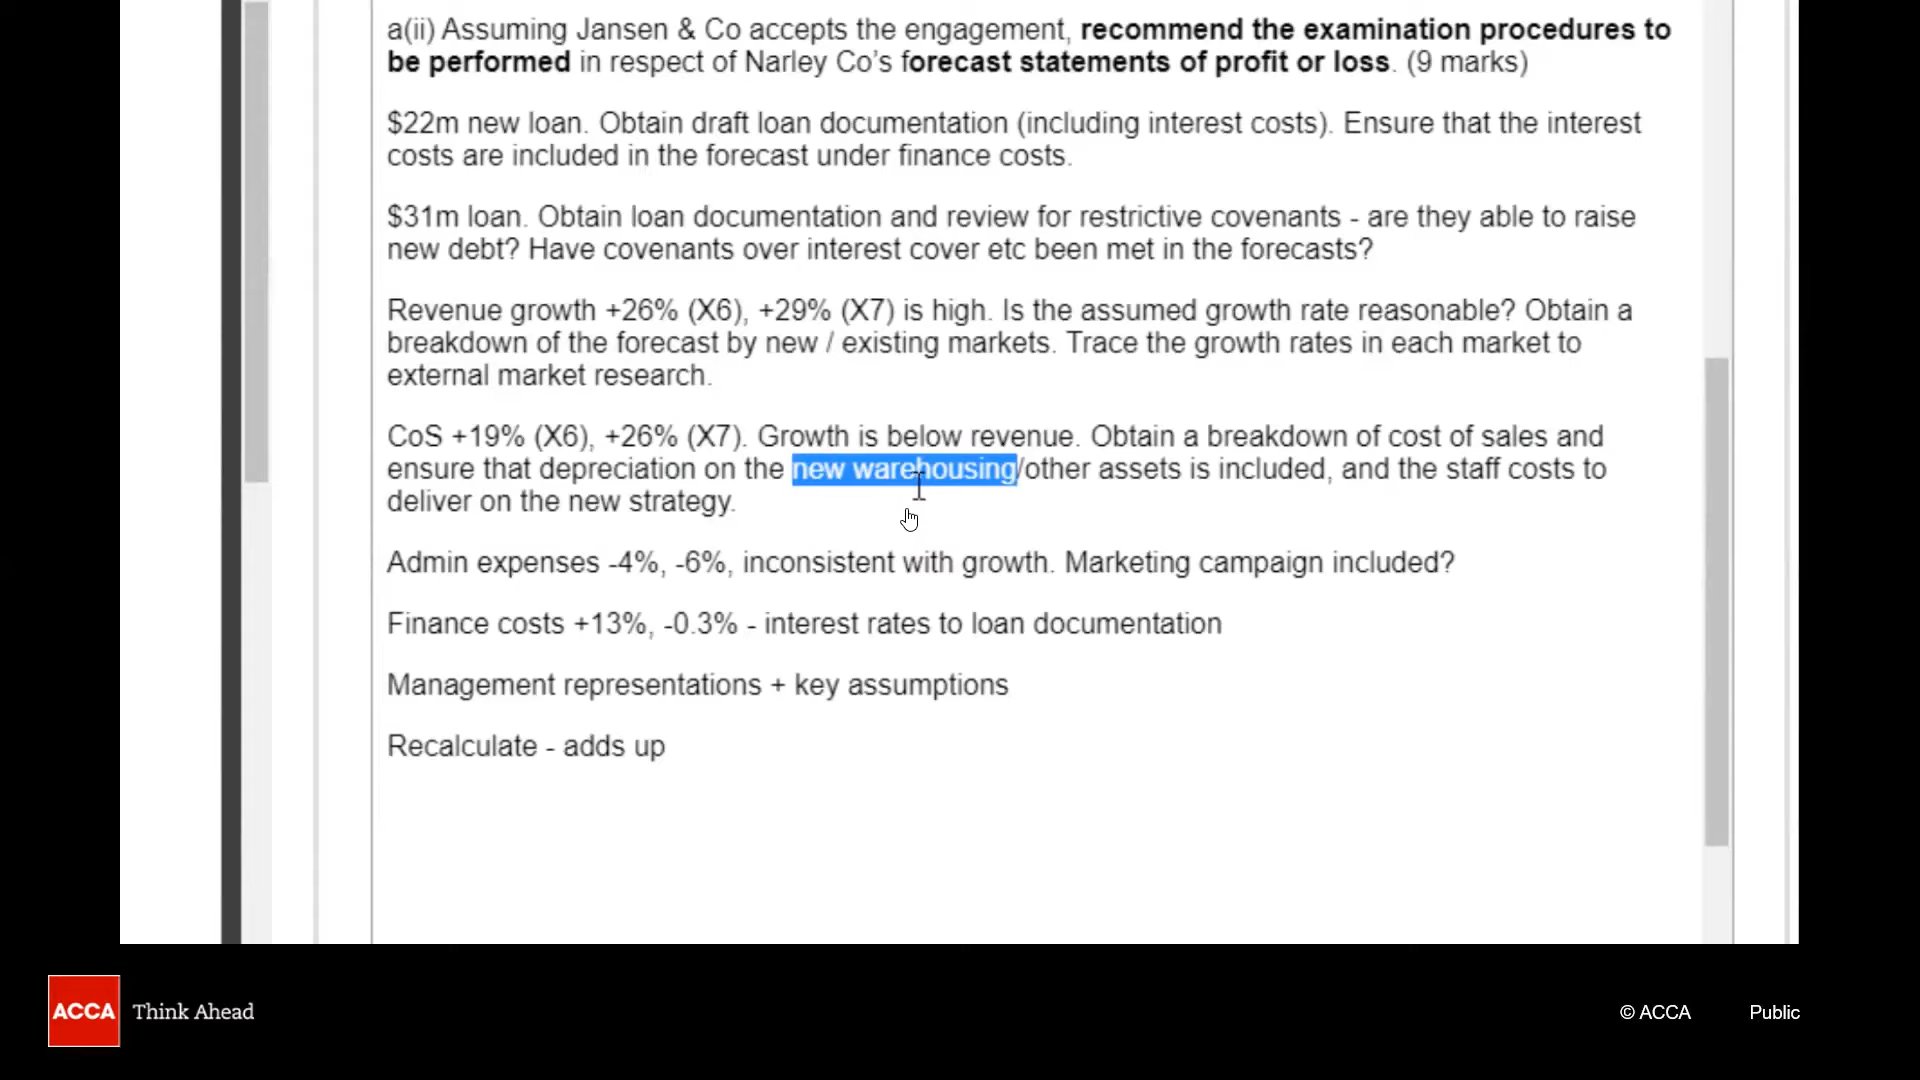 a(ii) Assuming Jansen & Co accepts the engagement, recommend the examination procedures to
be performed in respect of Narley Co's forecast statements of profit or loss. (9 marks)
$22m new loan. Obtain draft loan documentation (including interest costs). Ensure that the interest
costs are included in the forecast under finance costs.
$31m loan. Obtain loan documentation and review for restrictive covenants - are they able to raise
new debt? Have covenants over interest cover etc been met in the forecasts?
Revenue growth +26% (X6), +29% (X7) is high. Is the assumed growth rate reasonable? Obtain a
breakdown of the forecast by new / existing markets. Trace the growth rates in each market to
external market research.
CoS +19% (X6), +26% (X7). Growth is below revenue. Obtain a breakdown of cost of sales and
ensure that depreciation on the new warehousing/other assets is included, and the staff costs to
deliver on the new strategy.
Admin expenses -4%, -6%, inconsistent with growth. Marketing campaign included?
Finance costs +13%, -0.3% - interest rates to loan documentation
Management representations + key assumptions
Recalculate - adds up
ACCA Think Ahead
© ACCA Public